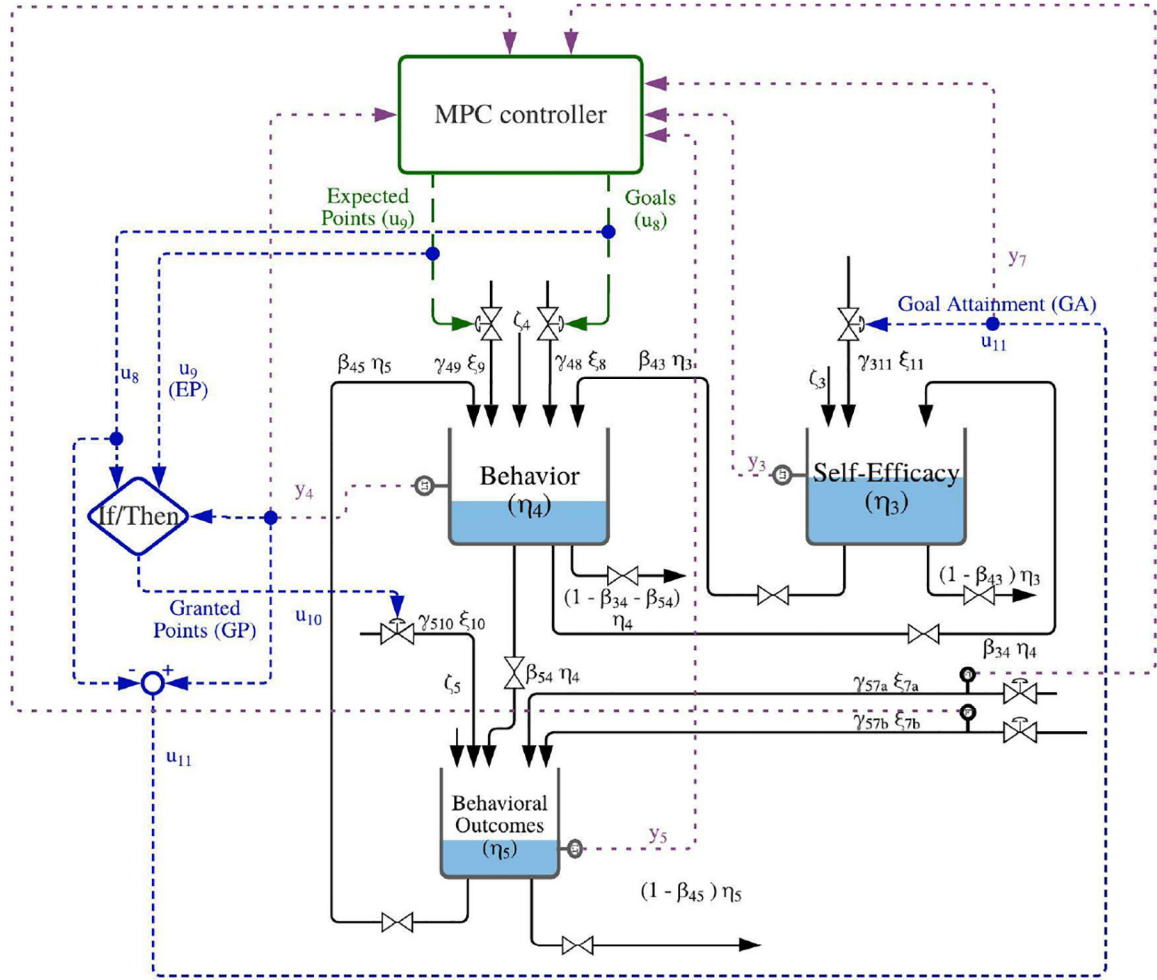 MPC controller
Expected
Points (u₉)
Goals
(u₈)
y₇
Goal Attainment (GA)
u₁₁
ζ₄
u₈
u₉
(EP)
β₄₅ η₅
γ₄₉ ξ₉
γ₄₈ ξ₈
β₄₃ η₃
ζ₃
γ₃₁₁ ξ₁₁
Behavior
(η₄)
y₃
Self-Efficacy
(η₃)
y₄
If/Then
(1 - β₃₄ - β₅₄)
η₄
(1 - β₄₃ ) η₃
Granted
Points (GP)
u₁₀
γ₅₁₀ ξ₁₀
β₃₄ η₄
- +
ζ₅
β₅₄ η₄
γ₅₇ₐ ξ₇ₐ
γ₅₇b ξ₇b
u₁₁
Behavioral
Outcomes
(η₅)
y₅
(1 - β₄₅ ) η₅